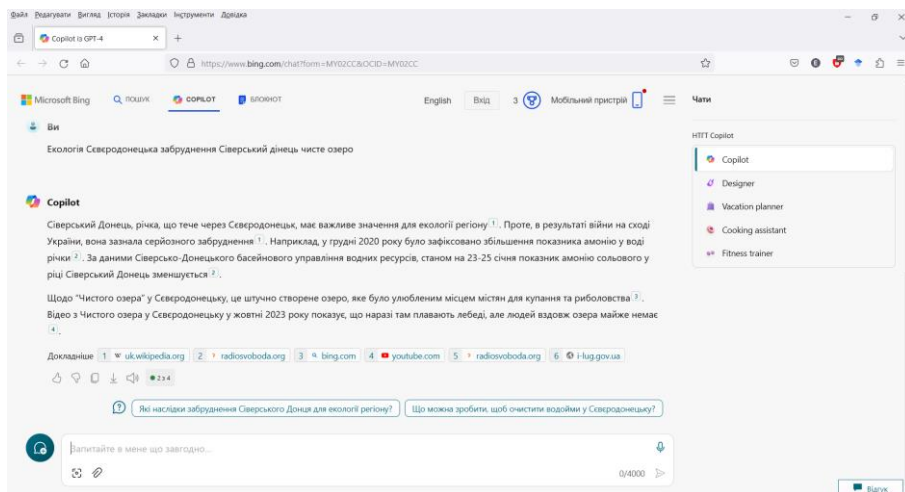 Файл Редагувати Вигляд Історія Закладки Інструменти Довідка
Copilot із GPT-4
https://www.bing.com/chat?form=MY02CC&OCID=MY02CC
Microsoft Bing ПОШУК COPILOT БЛОКНОТ English Вхід 3 Мобільний пристрій
Ви
Екологія Сєвєродонецька забруднення Сіверський дінець чисте озеро
Copilot
Сіверський Донець, річка, що тече через Сєвєродонецьк, має важливе значення для екології регіону 1. Проте, в результаті війни на сході
України, вона зазнала серйозного забруднення 1. Наприклад, у грудні 2020 року було зафіксовано збільшення показника амонію у воді
річки 2. За даними Сіверсько-Донецького басейнового управління водних ресурсів, станом на 23-25 січня показник амонію сольового у
ріці Сіверський Донець зменшується 2.
Щодо "Чистого озера" у Сєвєродонецьку, це штучно створене озеро, яке було улюбленим місцем містян для купання та риболовства 3.
Відео з Чистого озера у Сєвєродонецьку у жовтні 2023 року показує, що наразі там плавають лебеді, але людей вздовж озера майже немає
4.
Докладніше 1 uk.wikipedia.org 2 radiosvoboda.org 3 bing.com 4 youtube.com 5 radiosvoboda.org 6 i-lug.gov.ua
2 з 4
Які наслідки забруднення Сіверського Донця для екології регіону? Що можна зробити, щоб очистити водойми у Сєвєродонецьку?
Запитайте в мене що завгодно...
0/4000
Чати
НТГТ Copilot
Copilot
Designer
Vacation planner
Cooking assistant
Fitness trainer
Відгук